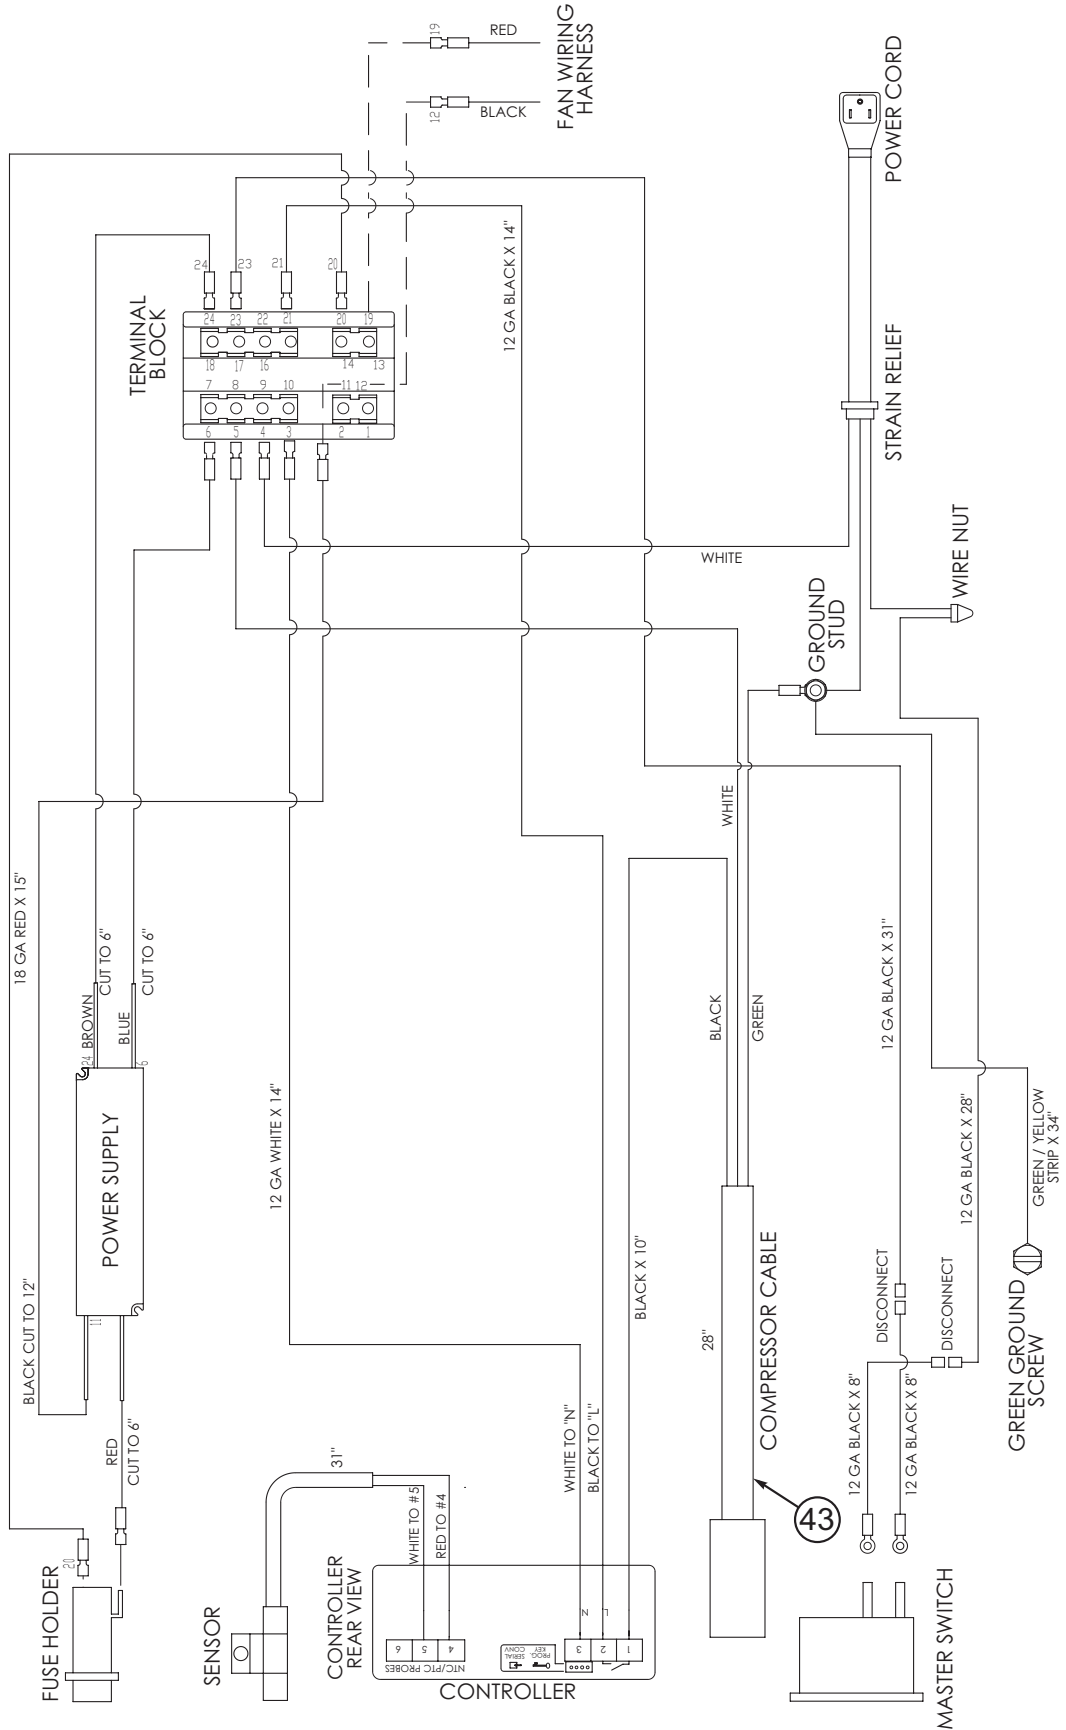 19
RED
12
BLACK
FAN WIRING
HARNESS
POWER CORD
24
23
21
20
TERMINAL
BLOCK
24
23
22
21
20
19
18
17
16
14
13
7
8
9
10
11
12
6
5
4
3
2
1
12 GA BLACK X 14"
STRAIN RELIEF
WHITE
WIRE NUT
GROUND
STUD
WHITE
18 GA RED X 15"
CUT TO 6"
CUT TO 6"
BROWN
BLUE
24
6
POWER SUPPLY
11
BLACK CUT TO 12"
RED
CUT TO 6"
12 GA WHITE X 14"
BLACK
GREEN
12 GA BLACK X 31"
12 GA BLACK X 28"
GREEN / YELLOW
STRIP X 34"
BLACK X 10"
28"
COMPRESSOR CABLE
DISCONNECT
DISCONNECT
GREEN GROUND
SCREW
12 GA BLACK X 8"
12 GA BLACK X 8"
43
20
FUSE HOLDER
31"
SENSOR
WHITE TO #5
RED TO #4
WHITE TO "N"
BLACK TO "L"
CONTROLLER
REAR VIEW
N
L
6
5
4
NTC/PTC PROBES
PROG. SERIAL
KEY CONV
3
2
1
CONTROLLER
MASTER SWITCH